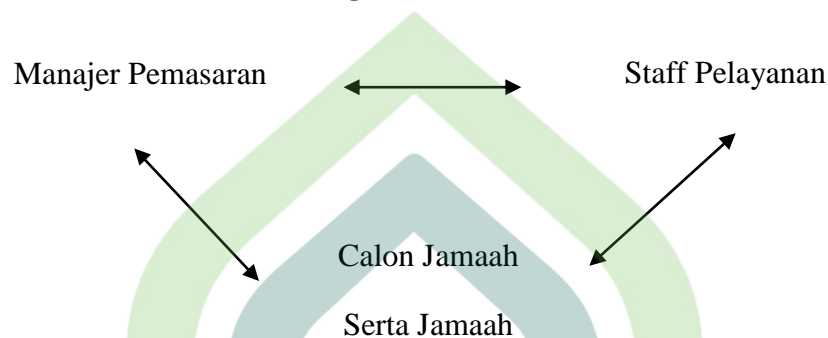 Manajer Pemasaran
Staff Pelayanan
Calon Jamaah
Serta Jamaah